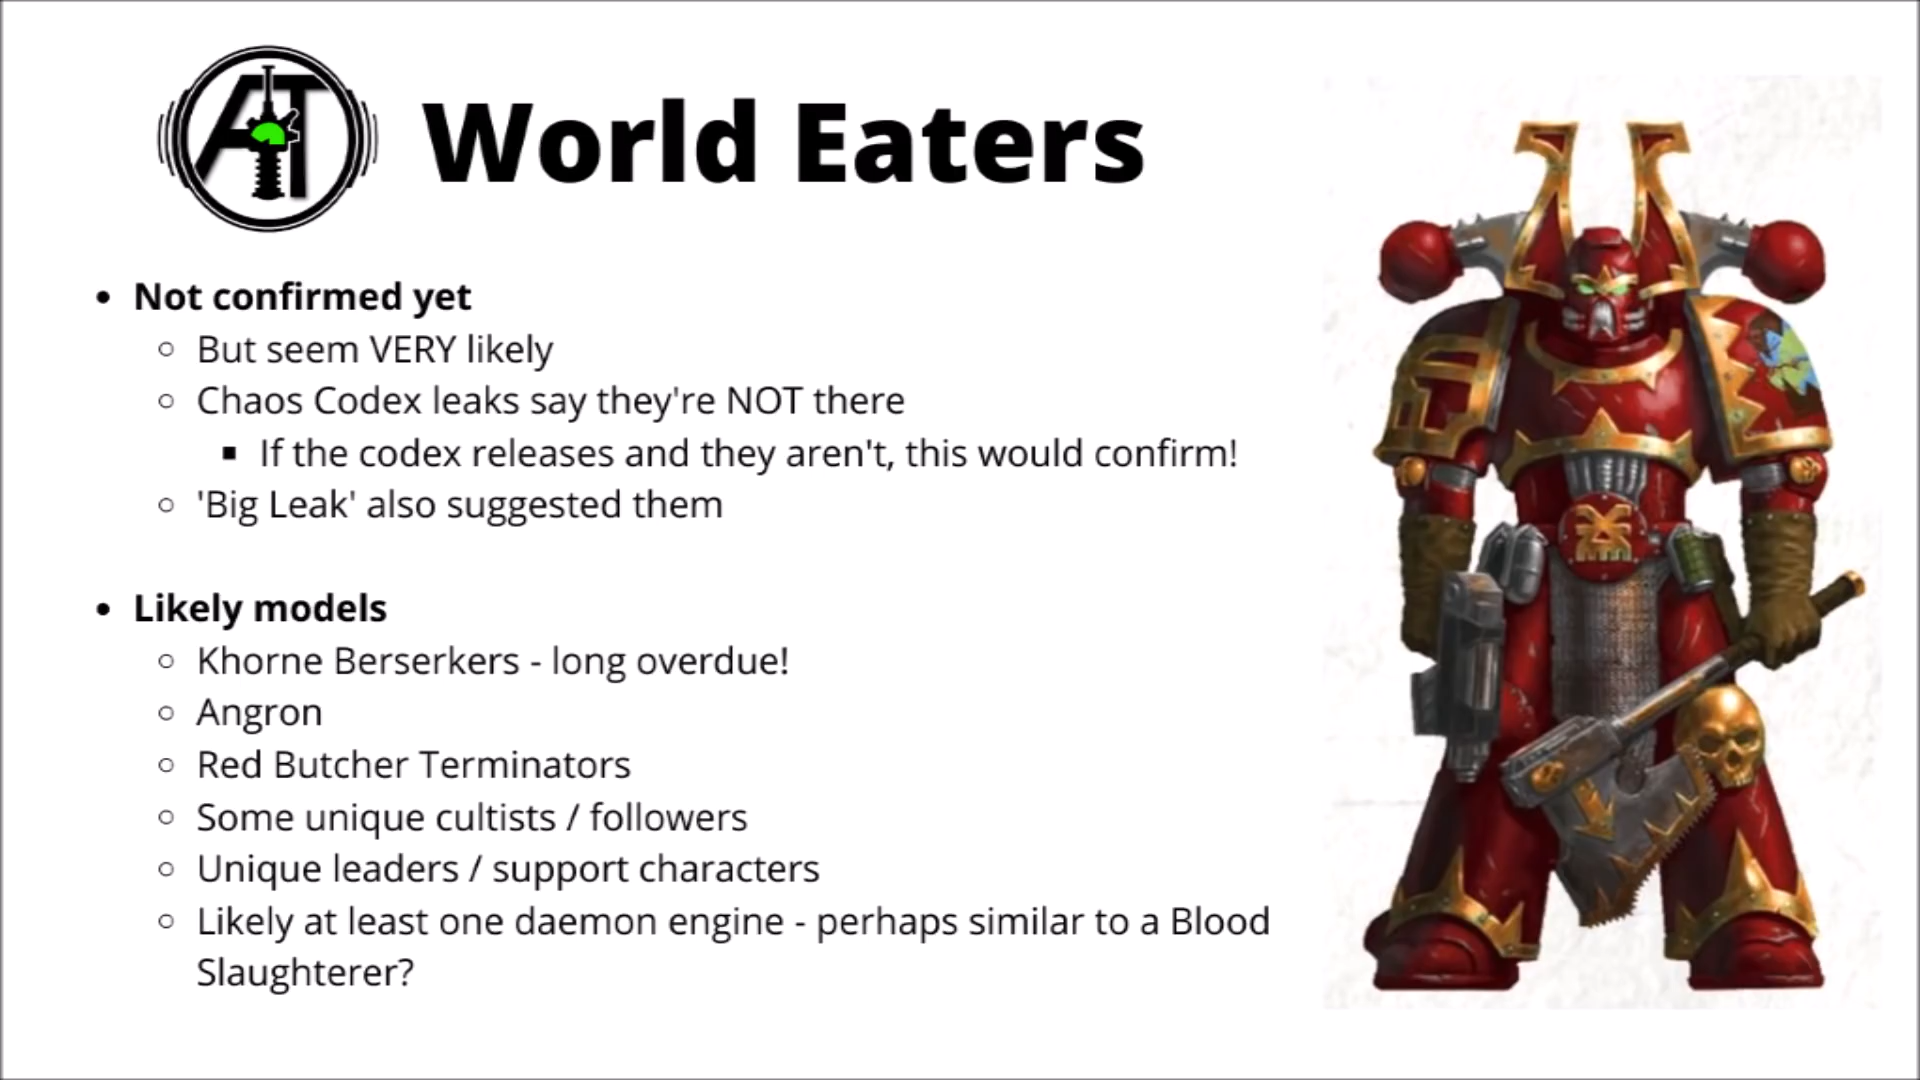 AT
World Eaters
Not confirmed yet
But seem VERY likely
Chaos Codex leaks say they're NOT there
If the codex releases and they aren't, this would confirm!
'Big Leak' also suggested them
Likely models
Khorne Berserkers - long overdue!
Angron
Red Butcher Terminators
Some unique cultists / followers
Unique leaders / support characters
Likely at least one daemon engine - perhaps similar to a Blood
Slaughterer?